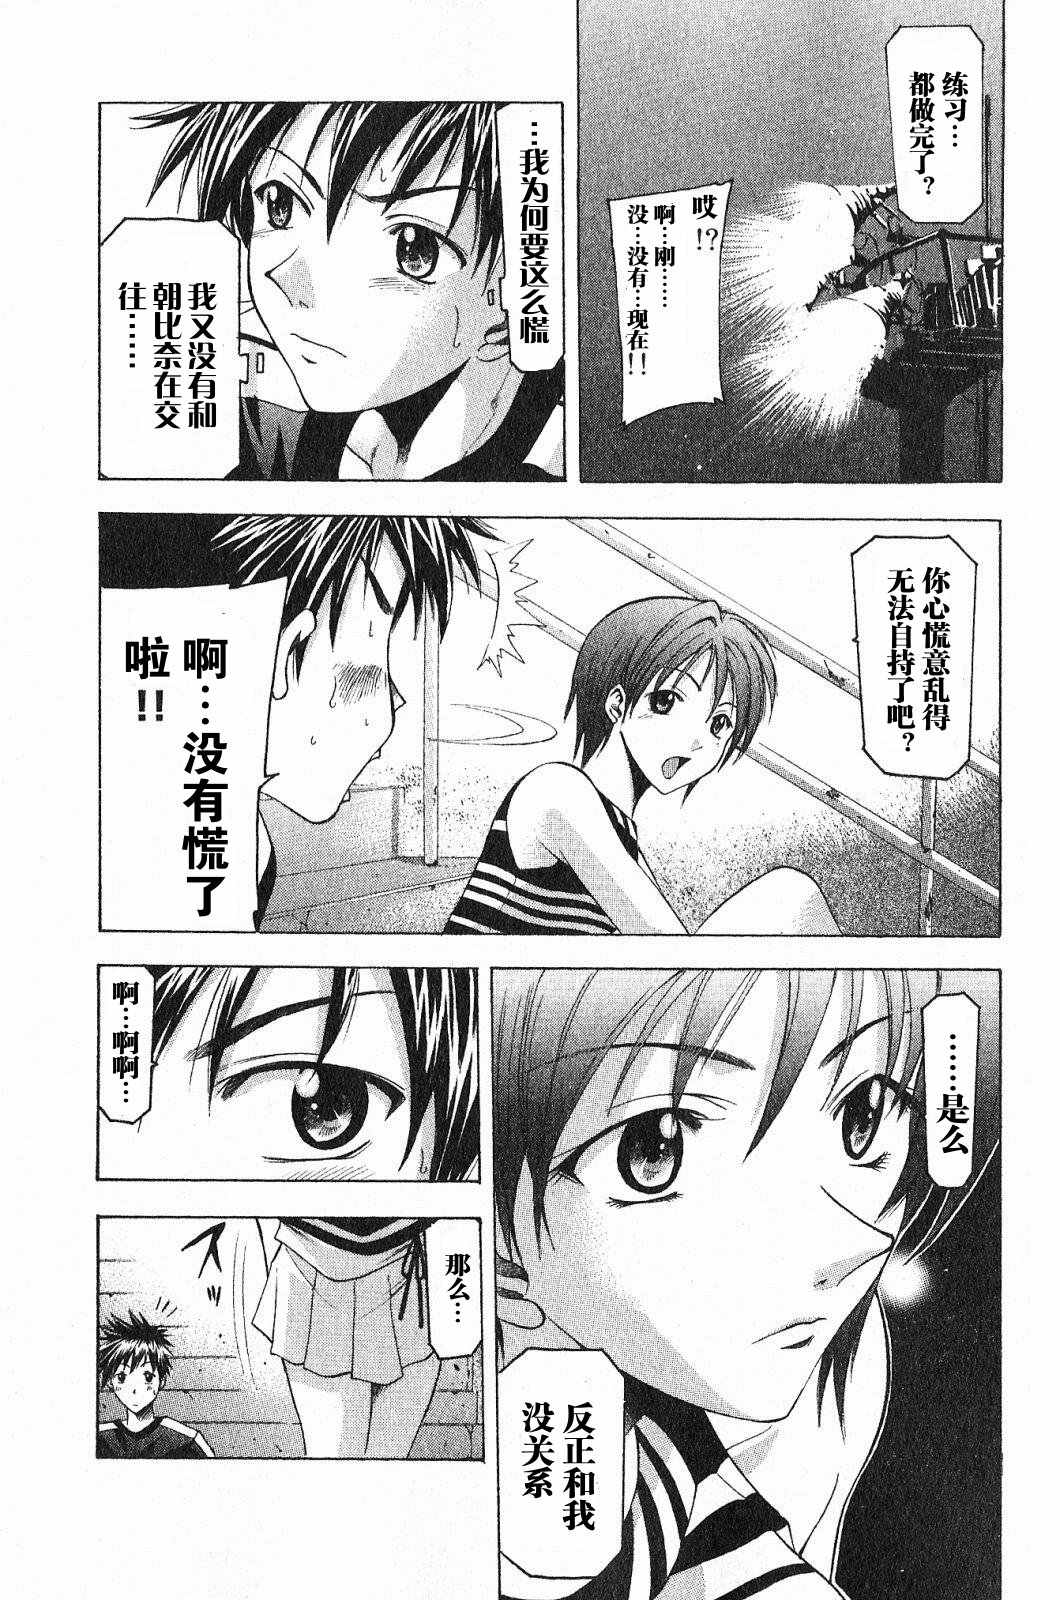 练习…
都做完了？
哎!?
啊…刚……
没…没有…现在!!
…我为何要这么慌
我又没有和
朝比奈在交
往……
你心慌意乱得
无法自持了吧？
啊…没有慌了
啦!!
……是么
反正和我
没关系
啊…啊啊…
那么…
スッ